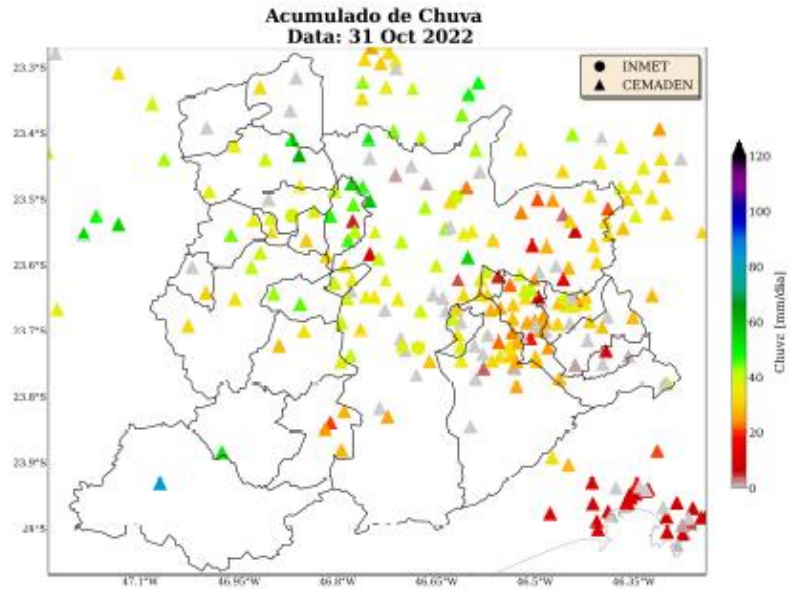 Acumulado de Chuva
Data: 31 Oct 2022
INMET
CEMADEN
23.3°S
23.4°S
23.5°S
23.6°S
23.7°S
23.8°S
23.9°S
24°S
47.1°W
46.95°W
46.8°W
46.65°W
46.5°W
46.35°W
120
100
80
60
40
20
0
Chuva [mm/dia]